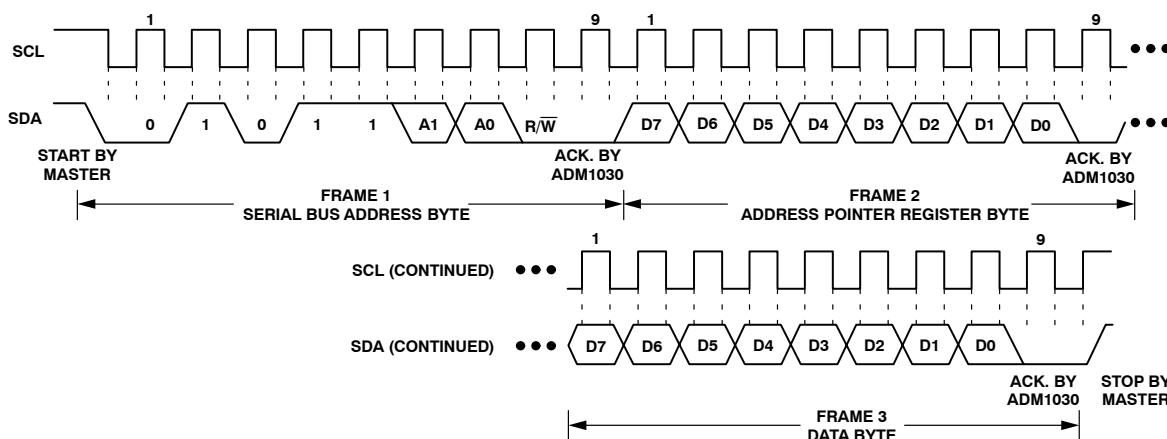 1 9 1 9
SCL
SDA 0 1 0 1 1 A1 A0 R/W̅ D7 D6 D5 D4 D3 D2 D1 D0
START BY
MASTER
ACK. BY
ADM1030
ACK. BY
ADM1030
FRAME 1
SERIAL BUS ADDRESS BYTE
FRAME 2
ADDRESS POINTER REGISTER BYTE
1 9
SCL (CONTINUED)
SDA (CONTINUED) D7 D6 D5 D4 D3 D2 D1 D0
ACK. BY
ADM1030
STOP BY
MASTER
FRAME 3
DATA BYTE